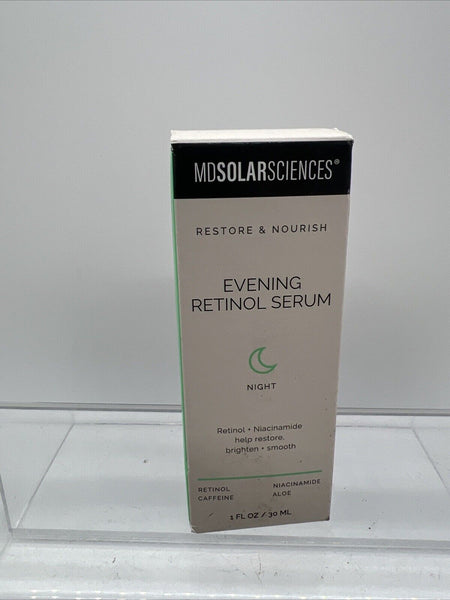 MDSOLARSCIENCES®
RESTORE & NOURISH
EVENING
RETINOL SERUM
NIGHT
Retinol + Niacinamide
help restore,
brighten + smooth
RETINOL NIACINAMIDE
CAFFEINE ALOE
1 FL OZ / 30 ML